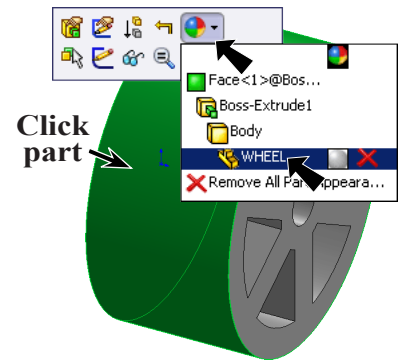 Face<1>@Bos...
Boss-Extrude1
Body
WHEEL
Remove All Part Appeara...
Click
part